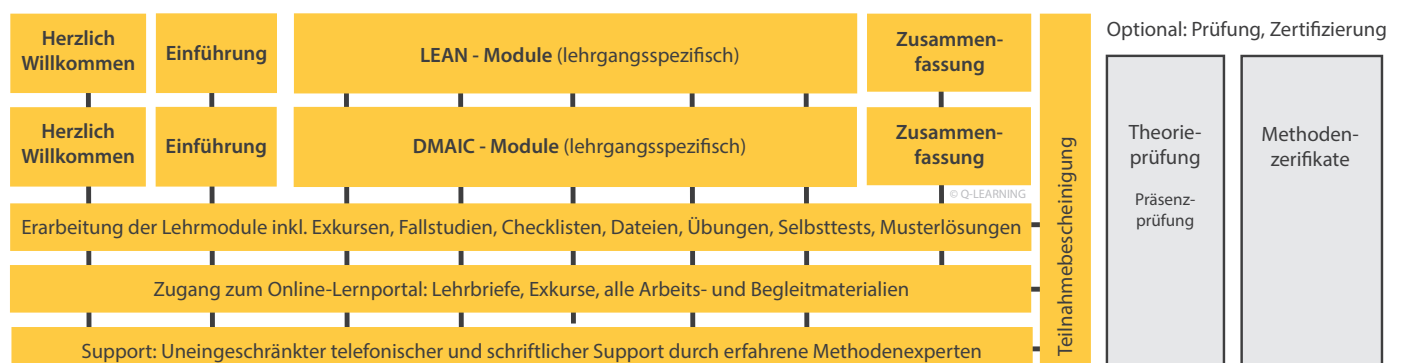 Herzlich
Willkommen
Einführung
LEAN - Module (lehrgangsspezifisch)
Zusammen-
fassung
Herzlich
Willkommen
Einführung
DMAIC - Module (lehrgangsspezifisch)
Zusammen-
fassung
© Q-LEARNING
Erarbeitung der Lehrmodule inkl. Exkursen, Fallstudien, Checklisten, Dateien, Übungen, Selbsttests, Musterlösungen
Zugang zum Online-Lernportal: Lehrbriefe, Exkurse, alle Arbeits- und Begleitmaterialien
Support: Uneingeschränkter telefonischer und schriftlicher Support durch erfahrene Methodenexperten
Teilnahmebescheinigung
Optional: Prüfung, Zertifizierung
Theorie-
prüfung
Präsenz-
prüfung
Methoden-
zerifikate